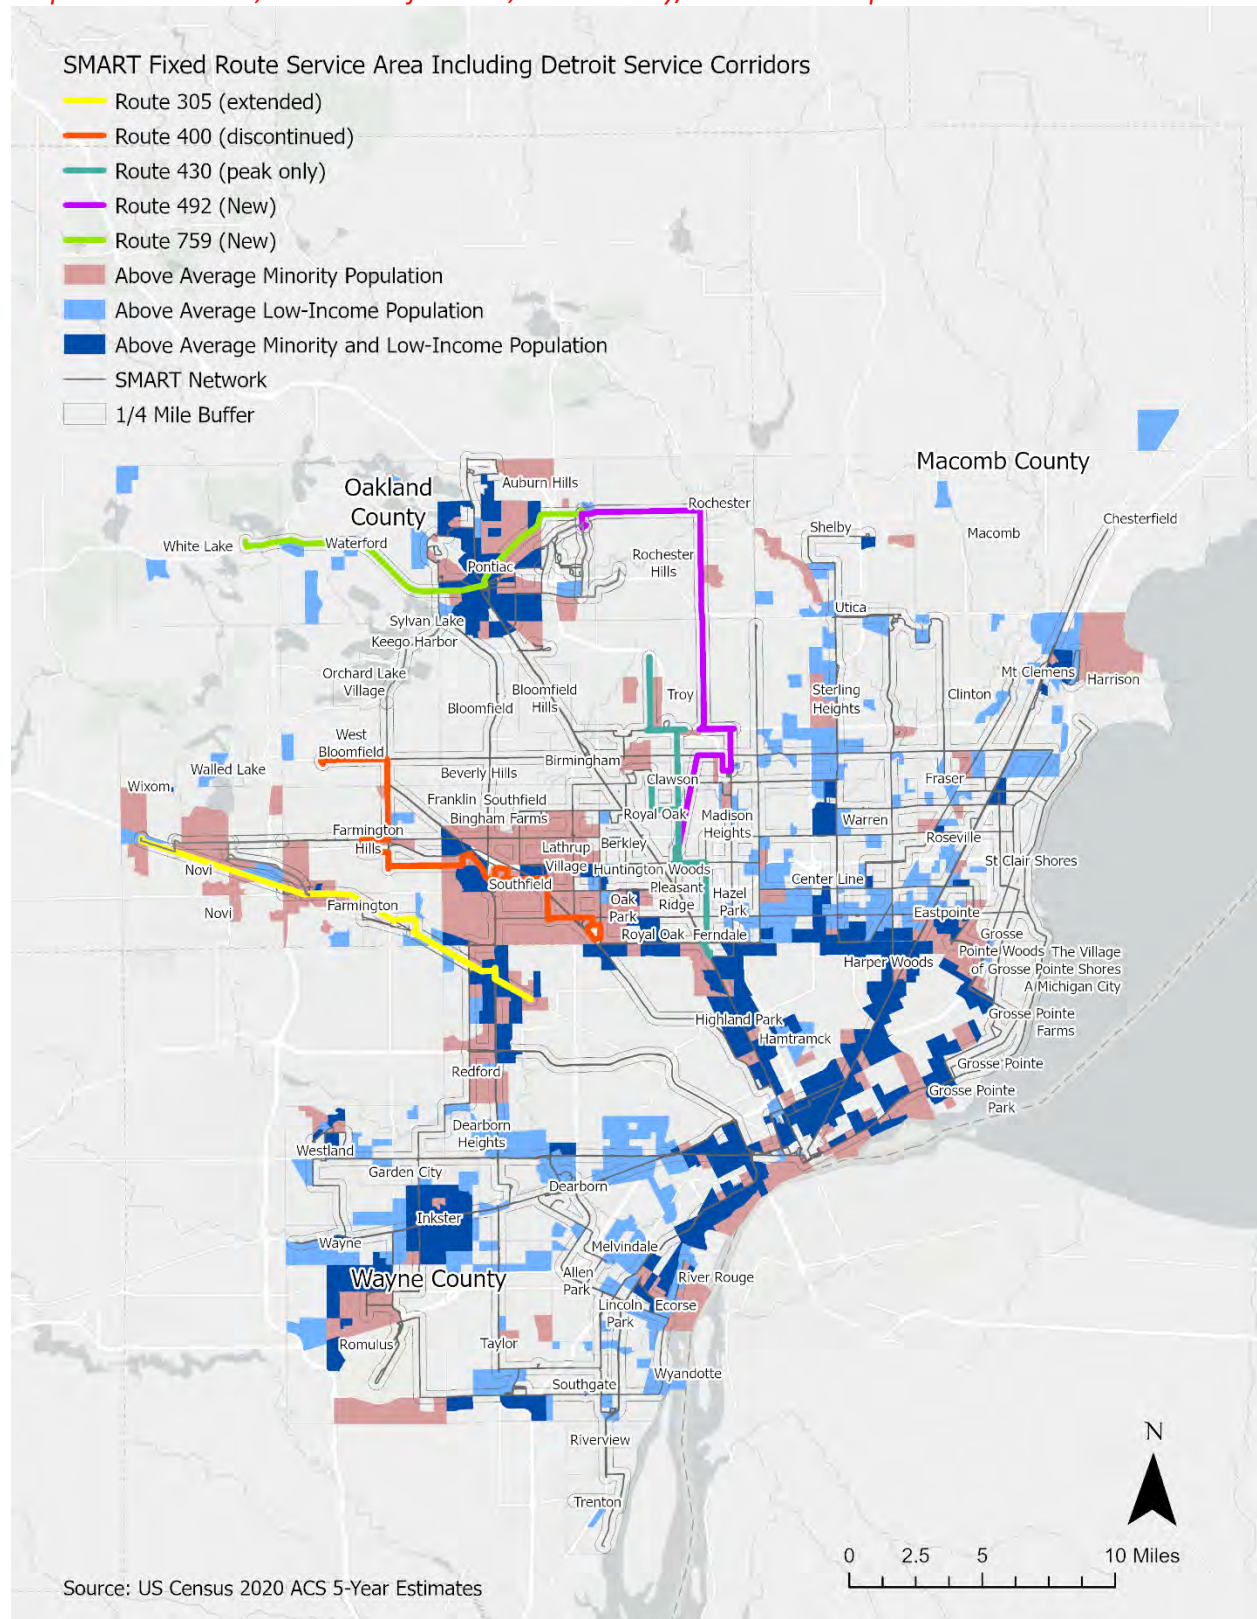 SMART Fixed Route Service Area Including Detroit Service Corridors
Route 305 (extended)
Route 400 (discontinued)
Route 430 (peak only)
Route 492 (New)
Route 759 (New)
Above Average Minority Population
Above Average Low-Income Population
Above Average Minority and Low-Income Population
SMART Network
1/4 Mile Buffer
Macomb County
Oakland
County
Auburn Hills
Rochester
Shelby
Macomb
Chesterfield
White Lake
Waterford
Pontiac
Rochester
Hills
Utica
Sylvan Lake
Keego Harbor
Orchard Lake
Village
Bloomfield
Hills
Bloomfield
Troy
Sterling
Heights
Clinton
Mt Clemens
Harrison
West
Bloomfield
Walled Lake
Wixom
Beverly Hills
Birmingham
Clawson
Fraser
Franklin
Southfield
Bingham Farms
Royal Oak
Madison
Heights
Warren
Roseville
Farmington
Hills
Lathrup
Village
Berkley
Huntington Woods
St Clair Shores
Novi
Southfield
Pleasant
Ridge
Center Line
Novi
Farmington
Oak
Park
Hazel
Park
Eastpointe
Royal Oak
Ferndale
Harper Woods
Grosse
Pointe Woods
The Village
of Grosse Pointe Shores
A Michigan City
Highland Park
Hamtramck
Grosse Pointe
Farms
Redford
Grosse Pointe
Grosse Pointe
Park
Dearborn
Heights
Westland
Garden City
Dearborn
Inkster
Wayne
Melvindale
Wayne County
Allen
Park
River Rouge
Lincoln
Park
Ecorse
Romulus
Taylor
Wyandotte
Southgate
Riverview
Trenton
N
0 2.5 5 10 Miles
Source: US Census 2020 ACS 5-Year Estimates